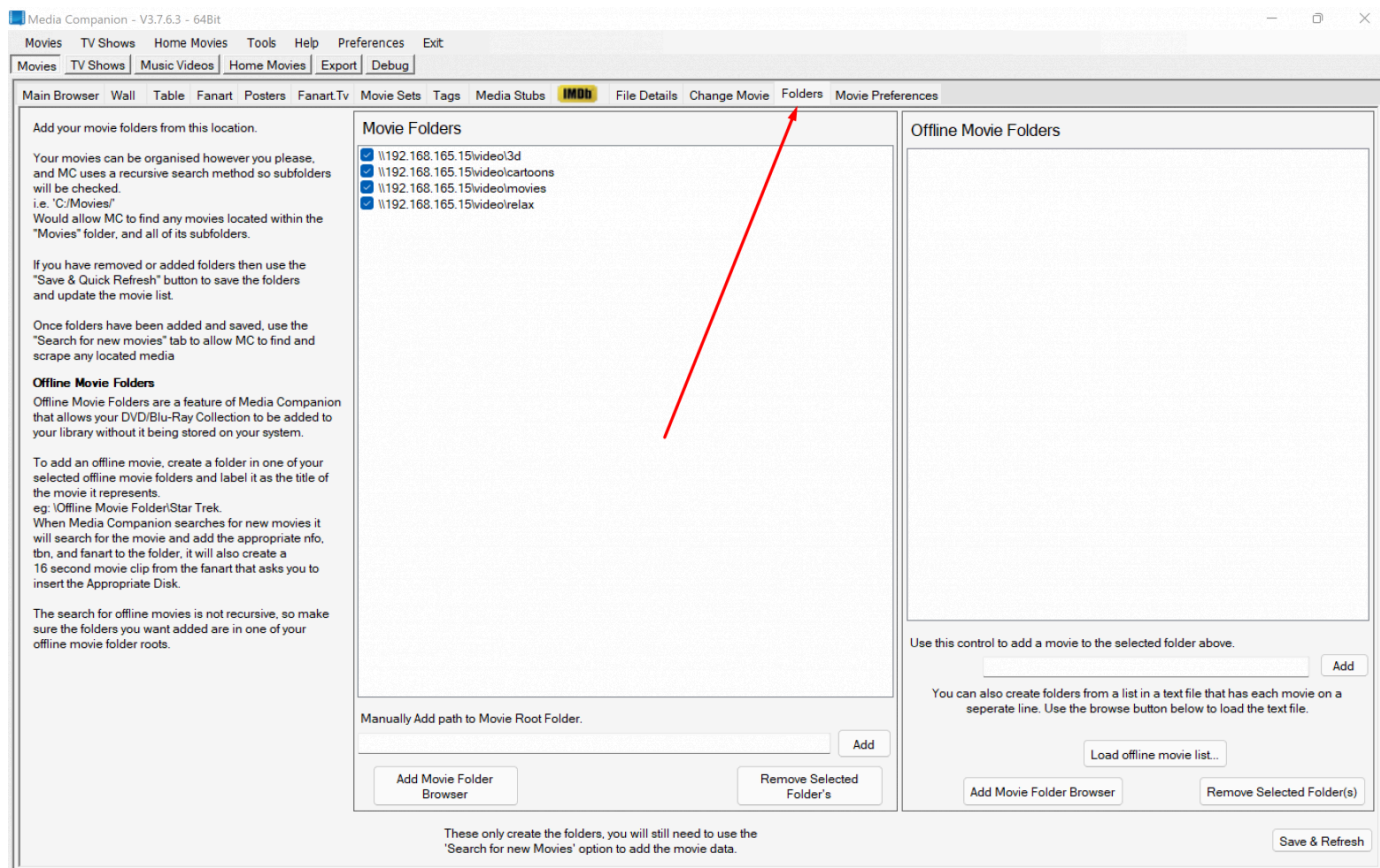 Media Companion - V3.7.6.3 - 64Bit
Movies TV Shows Home Movies Tools Help Preferences Exit
Movies TV Shows Music Videos Home Movies Export Debug
Main Browser Wall Table Fanart Posters Fanart.Tv Movie Sets Tags Media Stubs IMDb File Details Change Movie Folders Movie Preferences
Add your movie folders from this location.
Your movies can be organised however you please,
and MC uses a recursive search method so subfolders
will be checked.
i.e. 'C:/Movies/'
Would allow MC to find any movies located within the
"Movies" folder, and all of its subfolders.
If you have removed or added folders then use the
"Save & Quick Refresh" button to save the folders
and update the movie list.
Once folders have been added and saved, use the
"Search for new movies" tab to allow MC to find and
scrape any located media
Offline Movie Folders
Offline Movie Folders are a feature of Media Companion
that allows your DVD/Blu-Ray Collection to be added to
your library without it being stored on your system.
To add an offline movie, create a folder in one of your
selected offline movie folders and label it as the title of
the movie it represents.
eg: \Offline Movie Folder\Star Trek.
When Media Companion searches for new movies it
will search for the movie and add the appropriate nfo,
tbn, and fanart to the folder, it will also create a
16 second movie clip from the fanart that asks you to
insert the Appropriate Disk.
The search for offline movies is not recursive, so make
sure the folders you want added are in one of your
offline movie folder roots.
Movie Folders
\\192.168.165.15\video\3d
\\192.168.165.15\video\cartoons
\\192.168.165.15\video\movies
\\192.168.165.15\video\relax
Manually Add path to Movie Root Folder.
Add
Add Movie Folder
Browser
Remove Selected
Folder's
Offline Movie Folders
Use this control to add a movie to the selected folder above.
Add
You can also create folders from a list in a text file that has each movie on a
seperate line. Use the browse button below to load the text file.
Load offline movie list...
Add Movie Folder Browser
Remove Selected Folder(s)
These only create the folders, you will still need to use the
'Search for new Movies' option to add the movie data.
Save & Refresh